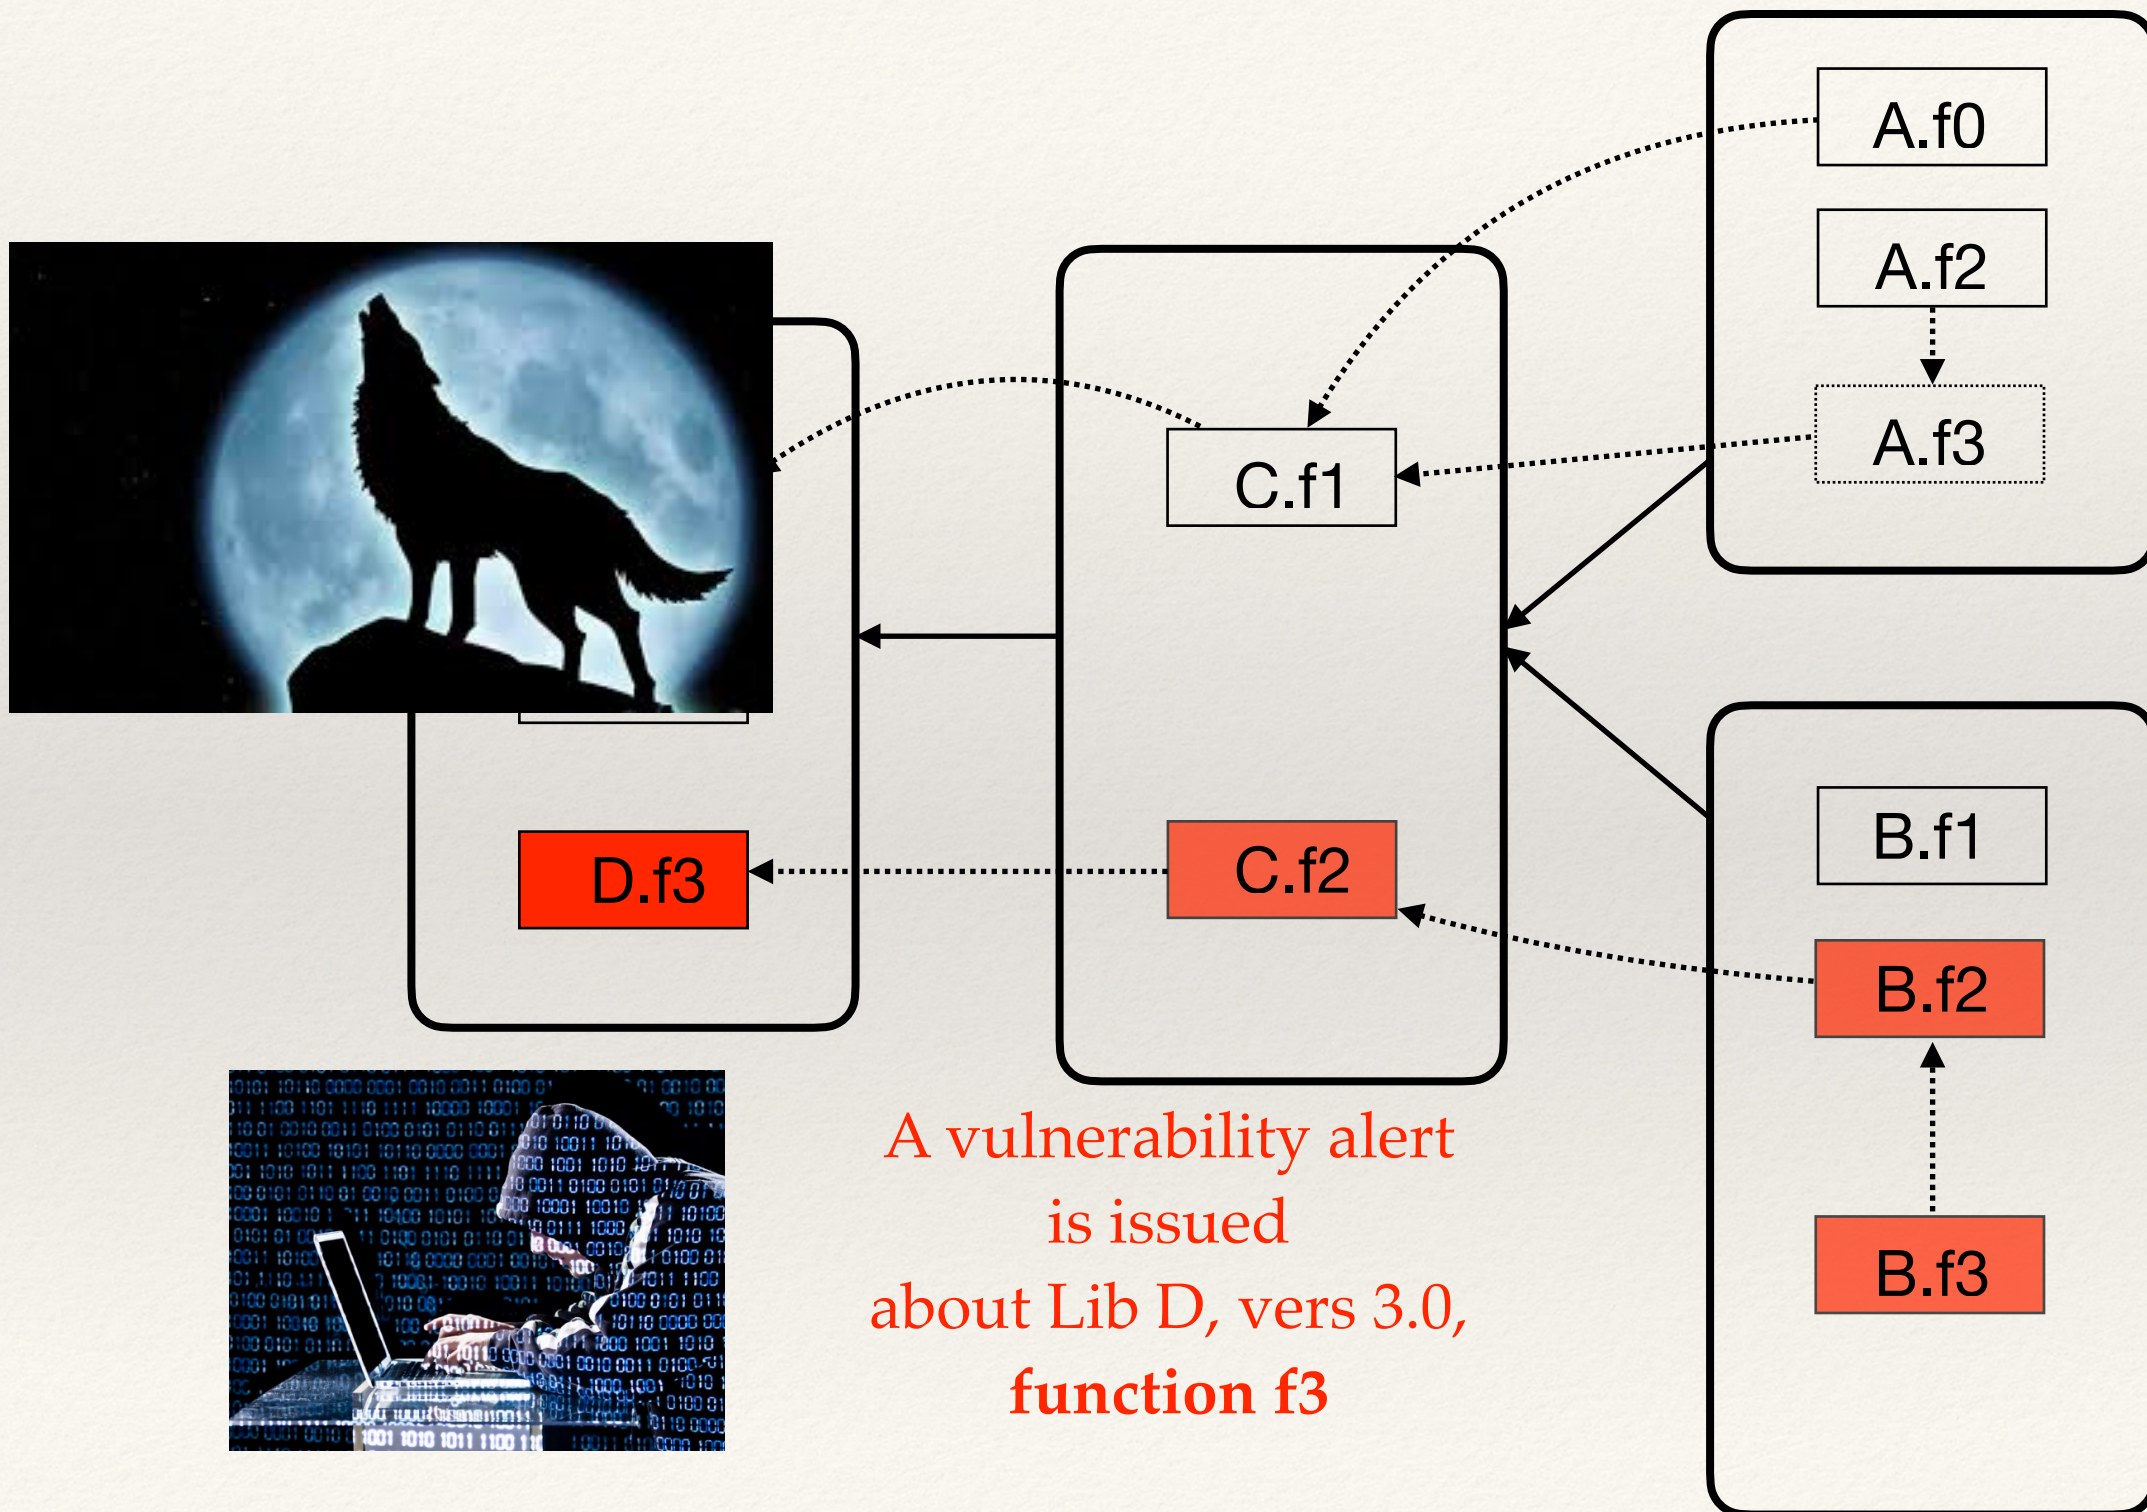 A.f0
A.f2
A.f3
C.f1
B.f1
D.f3
C.f2
B.f2
B.f3
A vulnerability alert
is issued
about Lib D, vers 3.0,
function f3